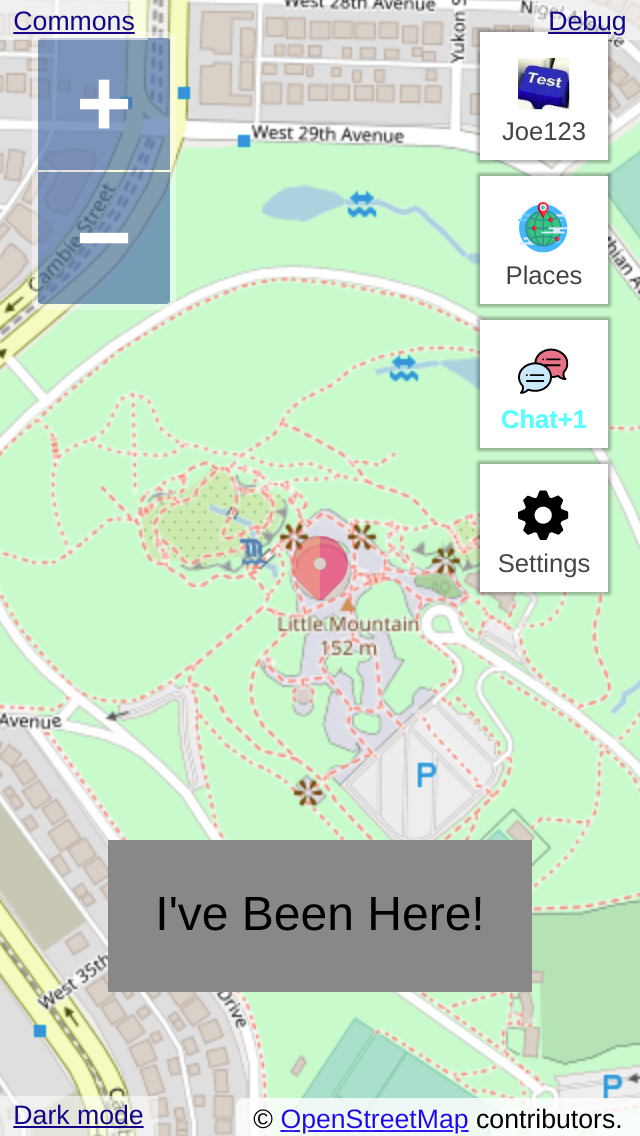 West 28th Avenue
Commons
Debug
Yukon S
Test
Joe123
West 29th Avenue
Cambie Street
Places
Chat+1
Settings
Little Mountain
152 m
Avenue
P
I've Been Here!
West 35th
Drive
P
Dark mode
© OpenStreetMap contributors.